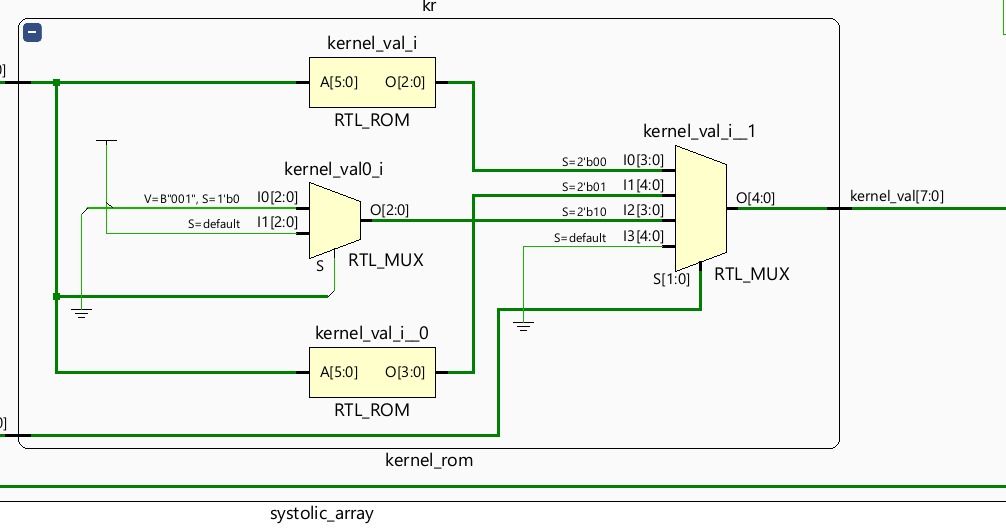 kr
kernel_val_i
0]
A[5:0] O[2:0]
RTL_ROM
kernel_val_i__1
kernel_val0_i
S=2'b00 I0[3:0]
S=2'b01 I1[4:0]
V=B"001", S=1'b0 I0[2:0]
O[2:0]
O[4:0]
kernel_val[7:0]
S=2'b10 I2[3:0]
S=default I1[2:0]
S=default I3[4:0]
S
RTL_MUX
S[1:0]
RTL_MUX
kernel_val_i__0
A[5:0] O[3:0]
RTL_ROM
0]
kernel_rom
systolic_array